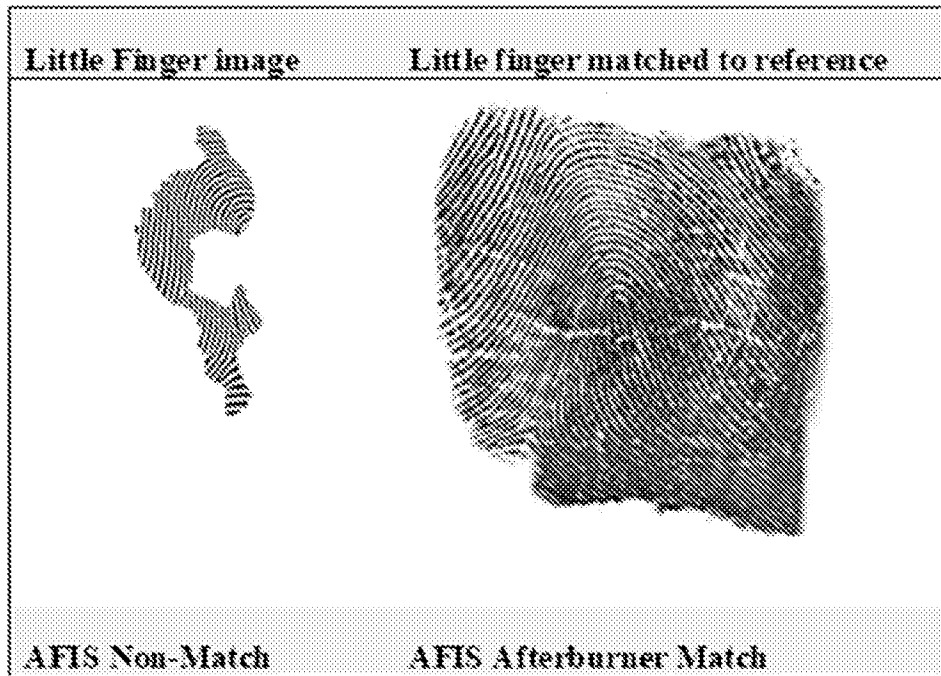 Little Finger image
Little finger matched to reference
AFIS Non-Match
AFIS Afterburner Match